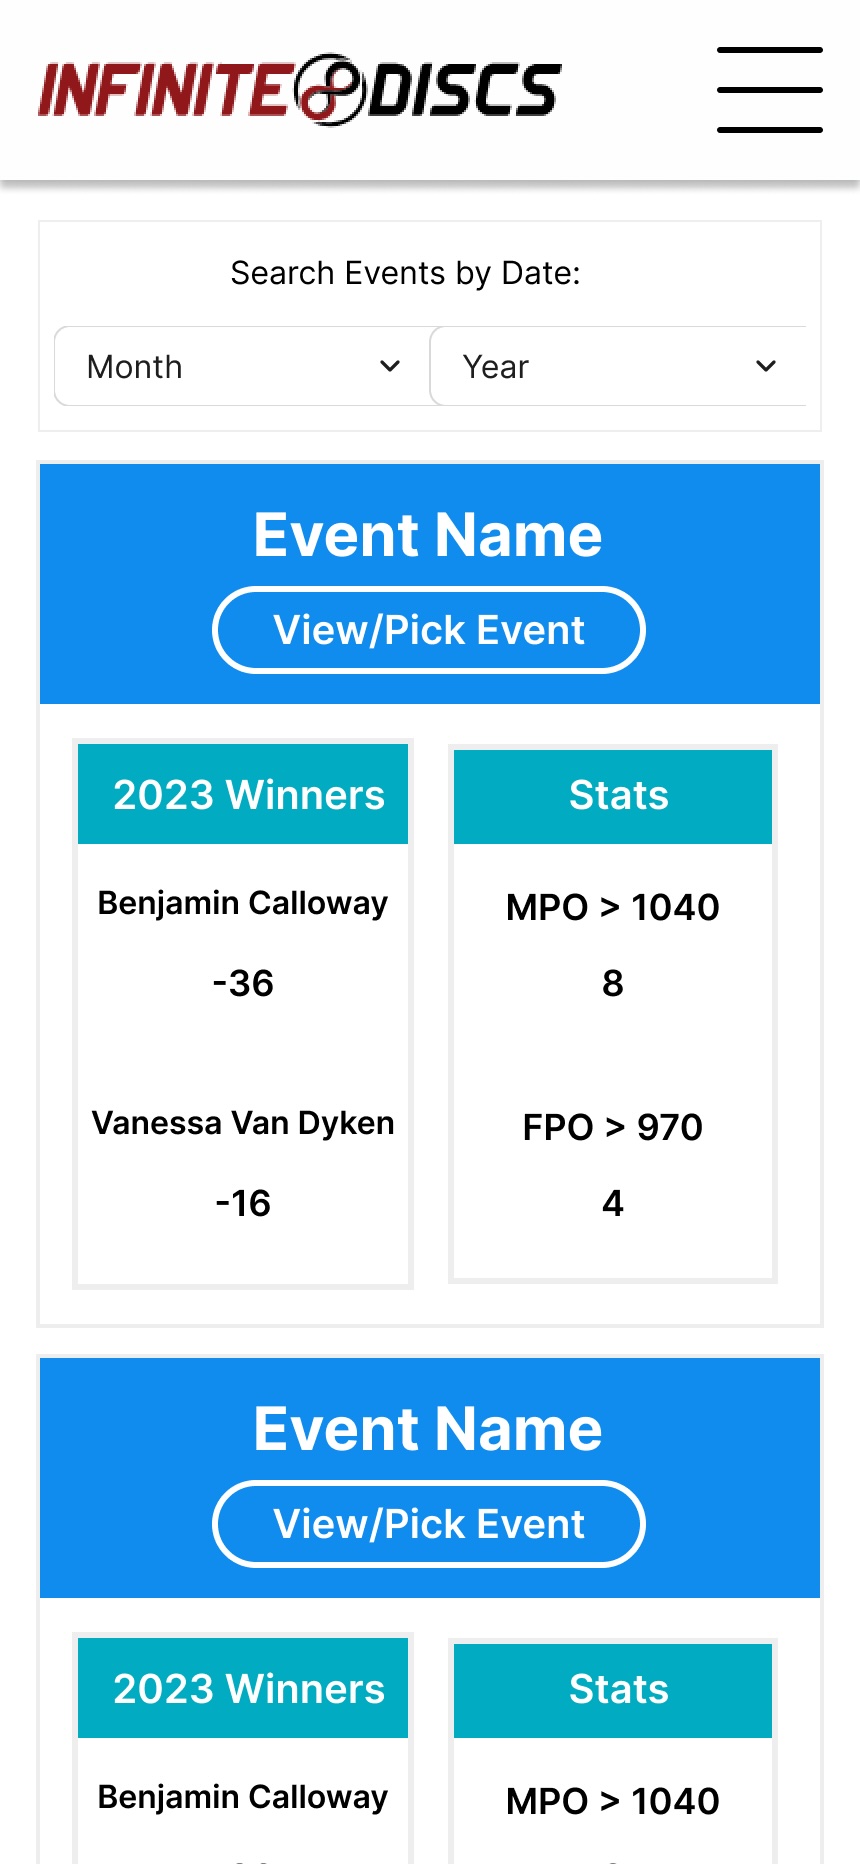 INFINITE DISCS
Search Events by Date:
Month
Year
Event Name
View/Pick Event
2023 Winners
Stats
Benjamin Calloway
MPO > 1040
-36
8
Vanessa Van Dyken
FPO > 970
-16
4
Event Name
View/Pick Event
2023 Winners
Stats
Benjamin Calloway
MPO > 1040